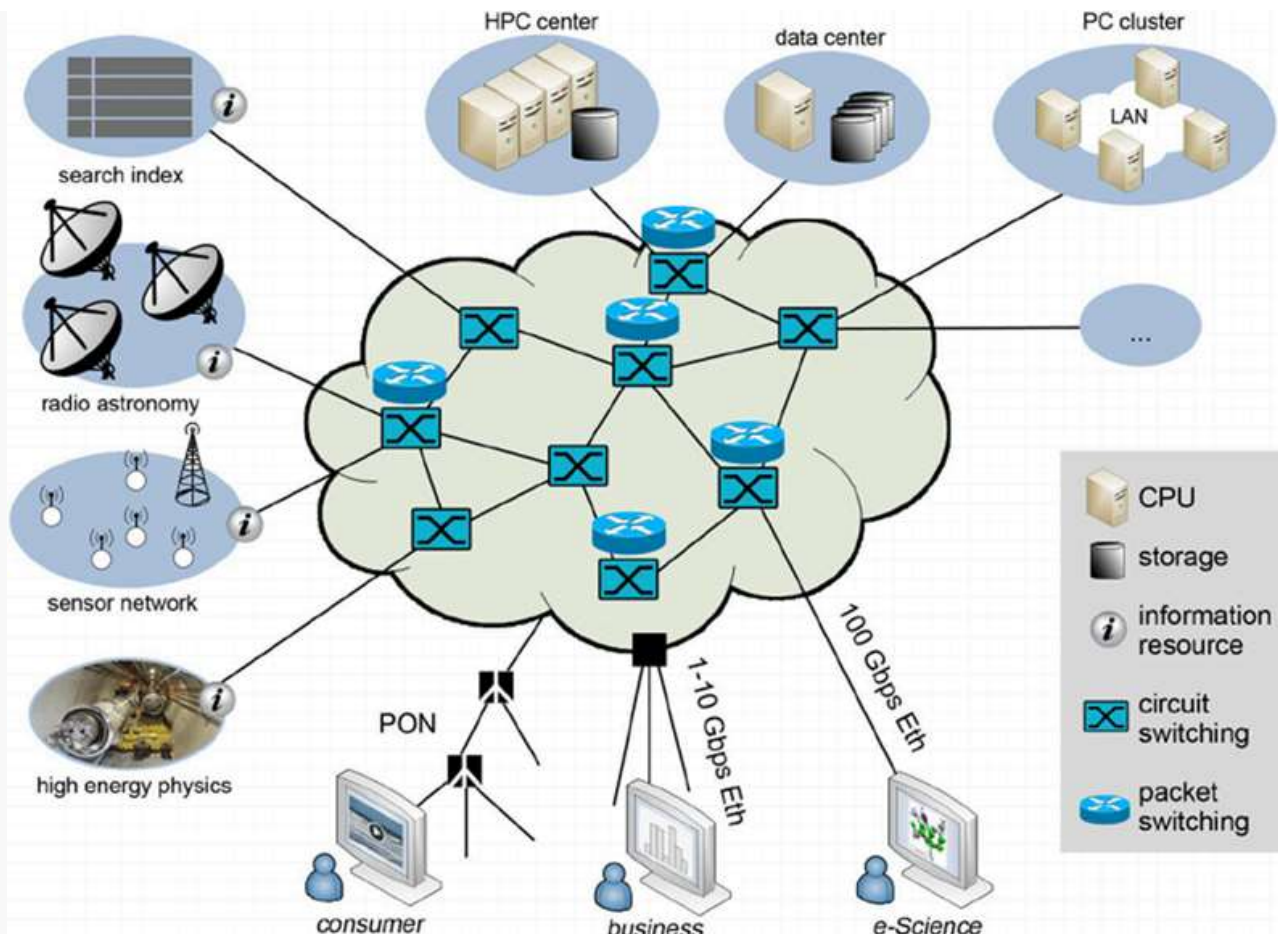 HPC center
data center
PC cluster
LAN
search index
radio astronomy
...
sensor network
high energy physics
PON
1-10 Gbps Eth
100 Gbps Eth
consumer
business
e-Science
CPU
storage
i information
resource
circuit
switching
packet
switching
i
i
i
i